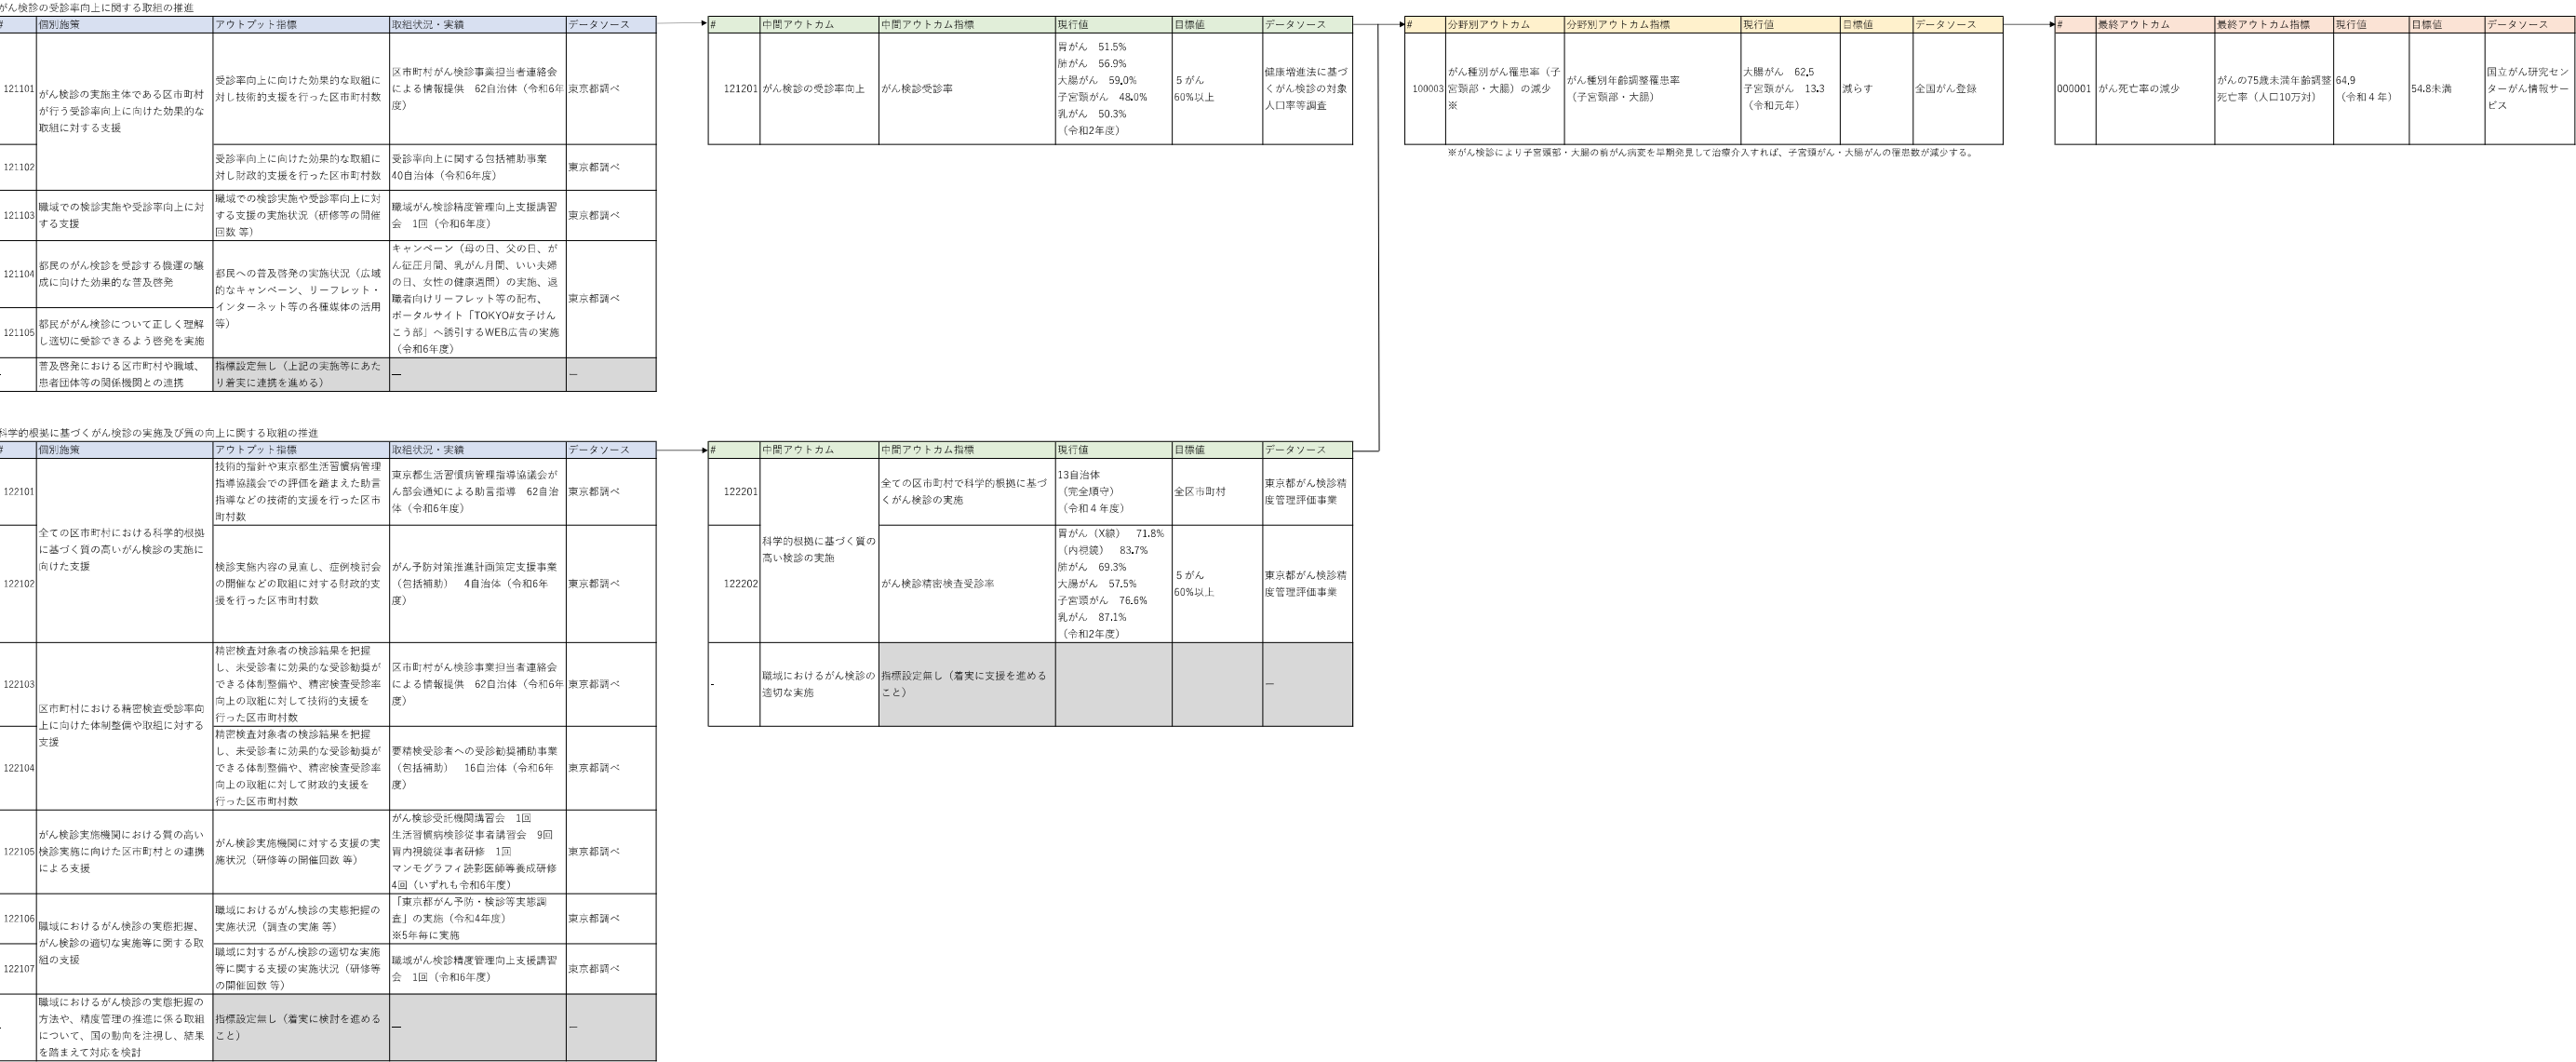 がん検診の受診率向上に関する取組の推進
#
個別施策
アウトプット指標
取組状況・実績
データソース
121101
がん検診の実施主体である区市町村
が行う受診率向上に向けた効果的な
取組に対する支援
受診率向上に向けた効果的な取組に
対し技術的支援を行った区市町村数
区市町村がん検診事業担当者連絡会
による情報提供　62自治体（令和6年
度）
東京都調べ
121102
受診率向上に向けた効果的な取組に
対し財政的支援を行った区市町村数
受診率向上に関する包括補助事業
40自治体（令和6年度）
東京都調べ
121103
職域での検診実施や受診率向上に対
する支援
職域での検診実施や受診率向上に対
する支援の実施状況（研修等の開催
回数 等）
職域がん検診精度管理向上支援講習
会　1回（令和6年度）
東京都調べ
121104
都民のがん検診を受診する機運の醸
成に向けた効果的な普及啓発
都民への普及啓発の実施状況（広域
的なキャンペーン、リーフレット・
インターネット等の各種媒体の活用
等）
キャンペーン（母の日、父の日、が
ん征圧月間、乳がん月間、いい夫婦
の日、女性の健康週間）の実施、退
職者向けリーフレット等の配布、
ポータルサイト「TOKYO#女子けん
こう部」へ誘引するWEB広告の実施
（令和6年度）
東京都調べ
121105
都民ががん検診について正しく理解
し適切に受診できるよう啓発を実施
-
普及啓発における区市町村や職域、
患者団体等の関係機関との連携
指標設定無し（上記の実施等にあた
り着実に連携を進める）
—
—
#
中間アウトカム
中間アウトカム指標
現行値
目標値
データソース
121201
がん検診の受診率向上
がん検診受診率
胃がん　51.5%
肺がん　56.9%
大腸がん　59.0%
子宮頸がん　48.0%
乳がん　50.3%
（令和2年度）
５がん
60%以上
健康増進法に基づ
くがん検診の対象
人口率等調査
#
分野別アウトカム
分野別アウトカム指標
現行値
目標値
データソース
100003
がん種別がん罹患率（子
宮頸部・大腸）の減少
※
がん種別年齢調整罹患率
（子宮頸部・大腸）
大腸がん　62.5
子宮頸がん　13.3
（令和元年）
減らす
全国がん登録
※がん検診により子宮頸部・大腸の前がん病変を早期発見して治療介入すれば、子宮頸がん・大腸がんの罹患数が減少する。
#
最終アウトカム
最終アウトカム指標
現行値
目標値
データソース
000001
がん死亡率の減少
がんの75歳未満年齢調整
死亡率（人口10万対）
64.9
（令和４年）
54.8未満
国立がん研究セン
ターがん情報サー
ビス
科学的根拠に基づくがん検診の実施及び質の向上に関する取組の推進
#
個別施策
アウトプット指標
取組状況・実績
データソース
122101
全ての区市町村における科学的根拠
に基づく質の高いがん検診の実施に
向けた支援
技術的指針や東京都生活習慣病管理
指導協議会での評価を踏まえた助言
指導などの技術的支援を行った区市
町村数
東京都生活習慣病管理指導協議会が
ん部会通知による助言指導　62自治
体（令和6年度）
東京都調べ
122102
検診実施内容の見直し、症例検討会
の開催などの取組に対する財政的支
援を行った区市町村数
がん予防対策推進計画策定支援事業
（包括補助）　4自治体（令和6年
度）
東京都調べ
122103
区市町村における精密検査受診率向
上に向けた体制整備や取組に対する
支援
精密検査対象者の検診結果を把握
し、未受診者に効果的な受診勧奨が
できる体制整備や、精密検査受診率
向上の取組に対して技術的支援を
行った区市町村数
区市町村がん検診事業担当者連絡会
による情報提供　62自治体（令和6年
度）
東京都調べ
122104
精密検査対象者の検診結果を把握
し、未受診者に効果的な受診勧奨が
できる体制整備や、精密検査受診率
向上の取組に対して財政的支援を
行った区市町村数
要精検受診者への受診勧奨補助事業
（包括補助）　16自治体（令和6年
度）
東京都調べ
122105
がん検診実施機関における質の高い
検診実施に向けた区市町村との連携
による支援
がん検診実施機関に対する支援の実
施状況（研修等の開催回数 等）
がん検診受託機関講習会　1回
生活習慣病検診従事者講習会　9回
胃内視鏡従事者研修　1回
マンモグラフィ読影医師等養成研修
4回（いずれも令和6年度）
東京都調べ
122106
職域におけるがん検診の実態把握、
がん検診の適切な実施等に関する取
組の支援
職域におけるがん検診の実態把握の
実施状況（調査の実施 等）
「東京都がん予防・検診等実態調
査」の実施（令和4年度）
※5年毎に実施
東京都調べ
122107
職域に対するがん検診の適切な実施
等に関する支援の実施状況（研修等
の開催回数 等）
職域がん検診精度管理向上支援講習
会　1回（令和6年度）
東京都調べ
-
職域におけるがん検診の実態把握の
方法や、精度管理の推進に係る取組
について、国の動向を注視し、結果
を踏まえて対応を検討
指標設定無し（着実に検討を進める
こと）
—
—
#
中間アウトカム
中間アウトカム指標
現行値
目標値
データソース
122201
科学的根拠に基づく質の
高い検診の実施
全ての区市町村で科学的根拠に基づ
くがん検診の実施
13自治体
（完全順守）
（令和４年度）
全区市町村
東京都がん検診精
度管理評価事業
122202
がん検診精密検査受診率
胃がん（X線）　71.8%
（内視鏡）　83.7%
肺がん　69.3%
大腸がん　57.5%
子宮頸がん　76.6%
乳がん　87.1%
（令和2年度）
５がん
60%以上
東京都がん検診精
度管理評価事業
-
職域におけるがん検診の
適切な実施
指標設定無し（着実に支援を進める
こと）
—